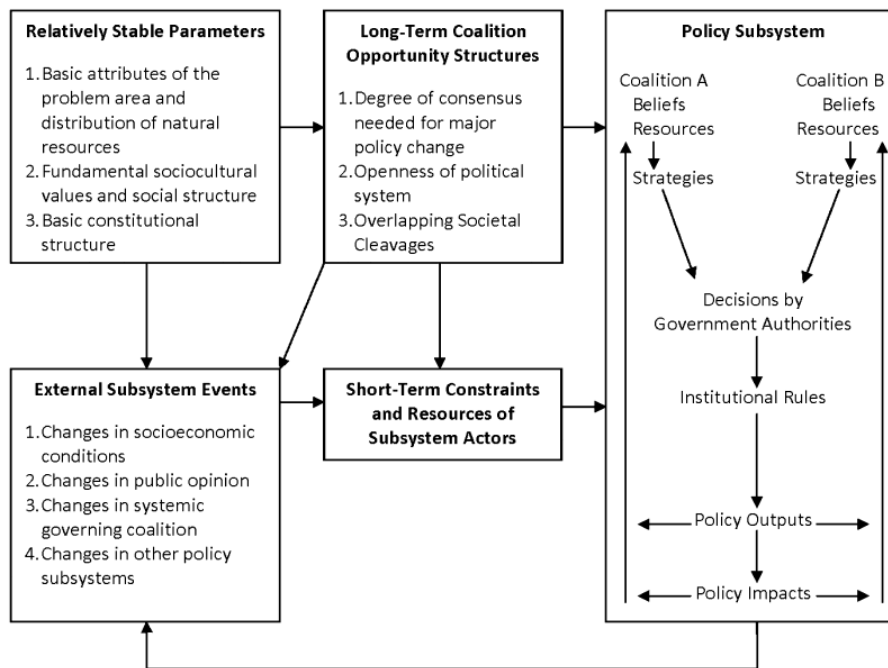 Relatively Stable Parameters
1. Basic attributes of the
problem area and
distribution of natural
resources
2. Fundamental sociocultural
values and social structure
3. Basic constitutional
structure
Long-Term Coalition
Opportunity Structures
1. Degree of consensus
needed for major
policy change
2. Openness of political
system
3. Overlapping Societal
Cleavages
Policy Subsystem
Coalition A
Beliefs
Resources
Strategies
Coalition B
Beliefs
Resources
Strategies
Decisions by
Government Authorities
Institutional Rules
Policy Outputs
Policy Impacts
External Subsystem Events
1. Changes in socioeconomic
conditions
2. Changes in public opinion
3. Changes in systemic
governing coalition
4. Changes in other policy
subsystems
Short-Term Constraints
and Resources of
Subsystem Actors